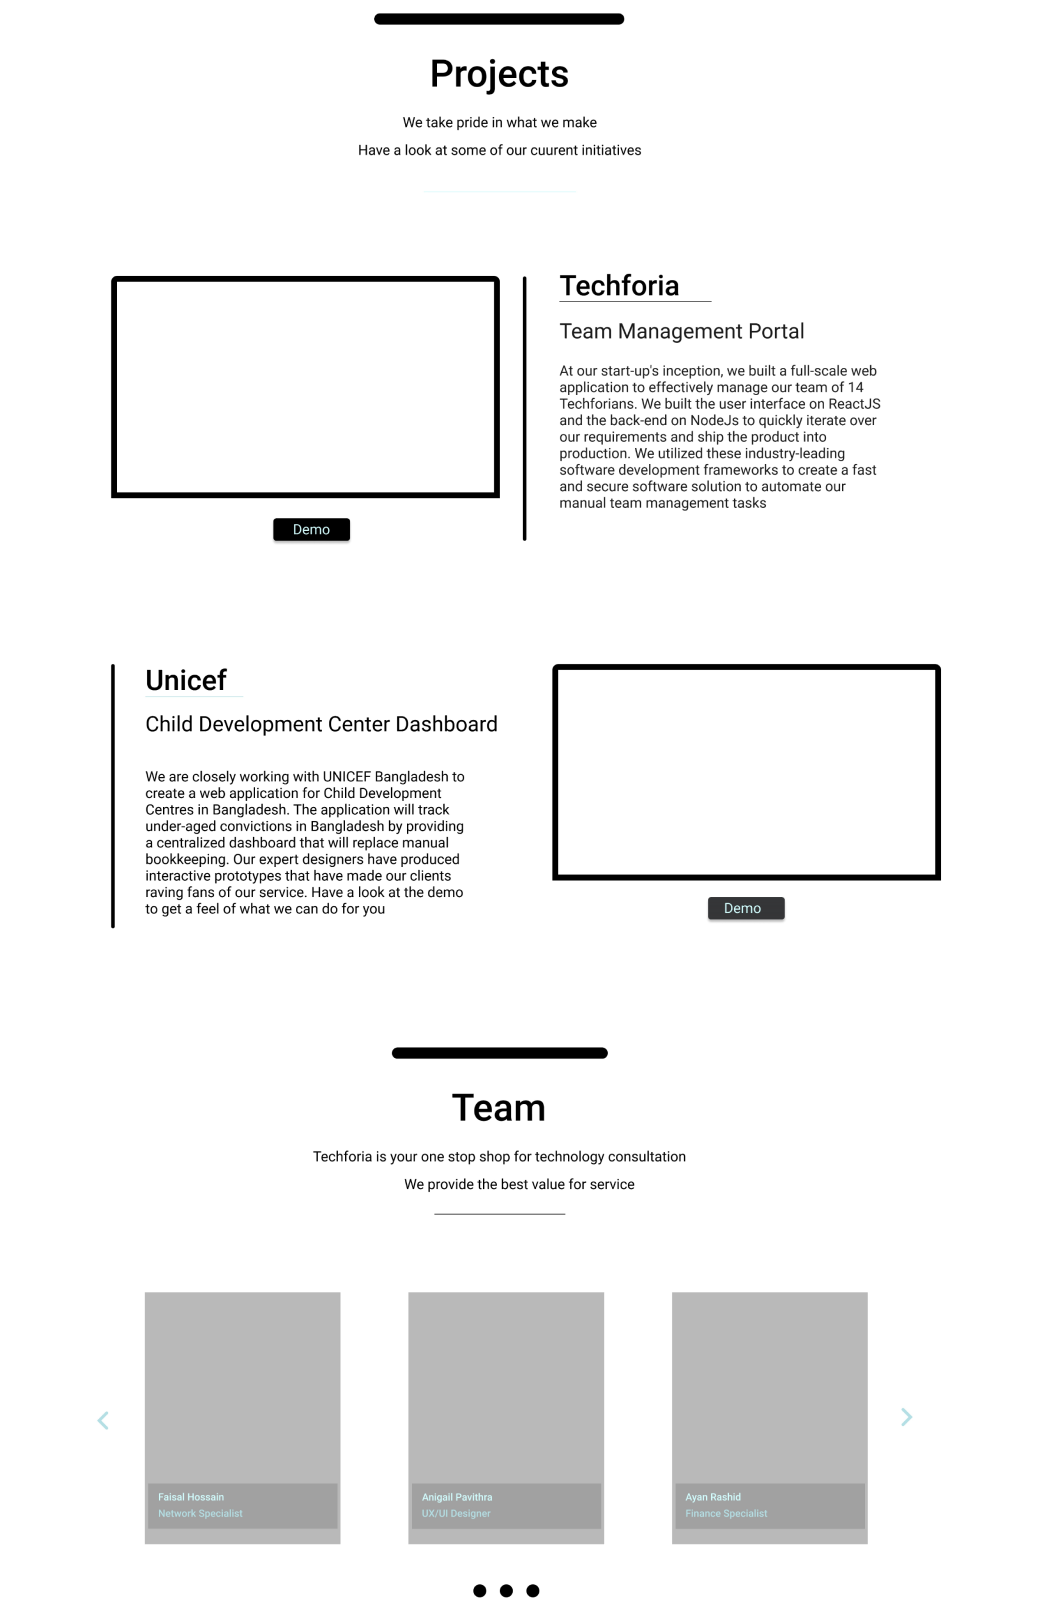 Projects
We take pride in what we make
Have a look at some of our cuurent initiatives
Techforia
Team Management Portal
At our start-up's inception, we built a full-scale web
application to effectively manage our team of 14
Techforians. We built the user interface on ReactJS
and the back-end on NodeJs to quickly iterate over
our requirements and ship the product into
production. We utilized these industry-leading
software development frameworks to create a fast
and secure software solution to automate our
manual team management tasks
Demo
Unicef
Child Development Center Dashboard
We are closely working with UNICEF Bangladesh to
create a web application for Child Development
Centres in Bangladesh. The application will track
under-aged convictions in Bangladesh by providing
a centralized dashboard that will replace manual
bookkeeping. Our expert designers have produced
interactive prototypes that have made our clients
raving fans of our service. Have a look at the demo
to get a feel of what we can do for you
Demo
Team
Techforia is your one stop shop for technology consultation
We provide the best value for service
Faisal Hossain
Network Specialist
Anigail Pavithra
UX/UI Designer
Ayan Rashid
Finance Specialist